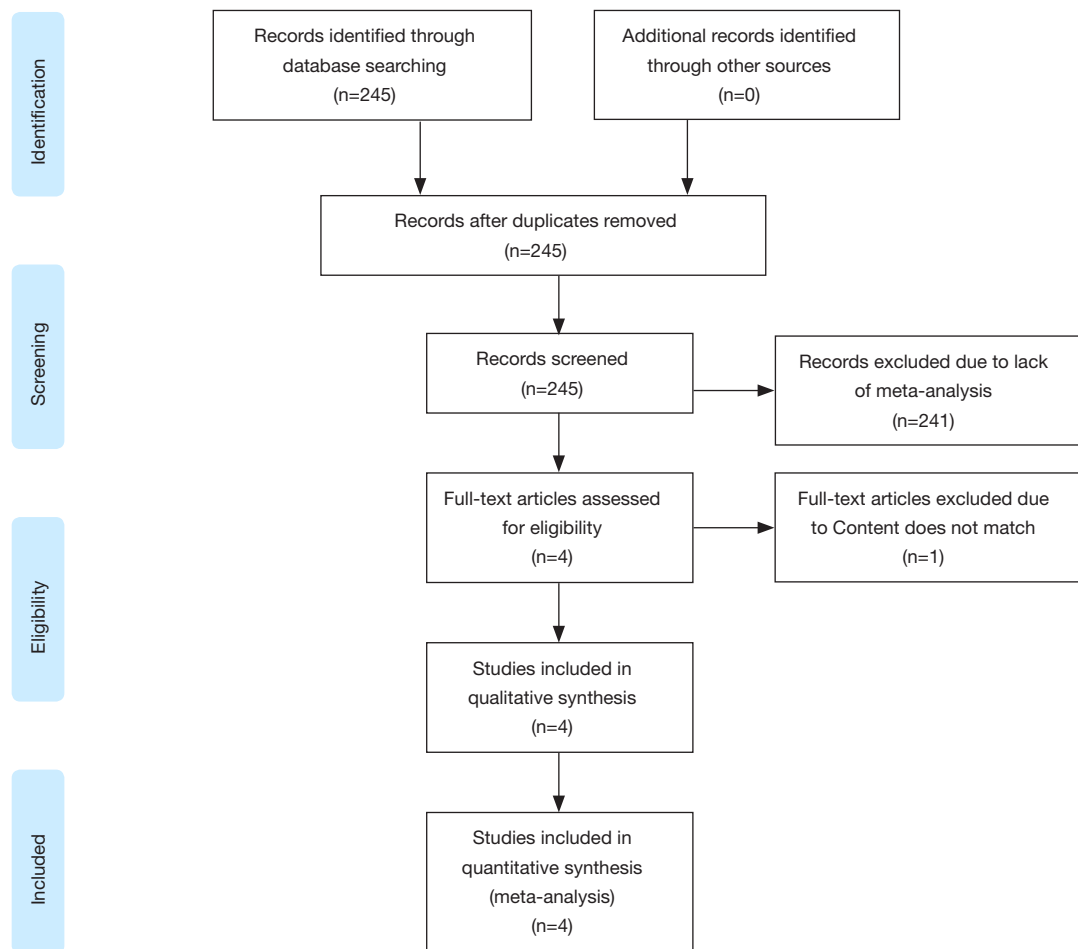 Identification
Records identified through
database searching
(n=245)
Additional records identified
through other sources
(n=0)
Records after duplicates removed
(n=245)
Screening
Records screened
(n=245)
Records excluded due to lack
of meta-analysis
(n=241)
Eligibility
Full-text articles assessed
for eligibility
(n=4)
Full-text articles excluded due
to Content does not match
(n=1)
Studies included in
qualitative synthesis
(n=4)
Included
Studies included in
quantitative synthesis
(meta-analysis)
(n=4)